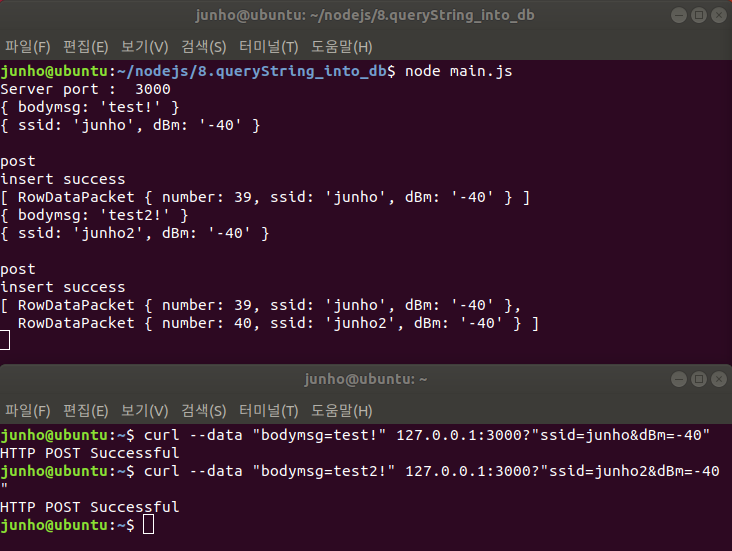 junho@ubuntu: ~/nodejs/8.queryString_into_db
파일(F) 편집(E) 보기(V) 검색(S) 터미널(T) 도움말(H)
junho@ubuntu:~/nodejs/8.queryString_into_db$ node main.js
Server port :  3000
{ bodymsg: 'test!' }
{ ssid: 'junho', dBm: '-40' }
post
insert success
[ RowDataPacket { number: 39, ssid: 'junho', dBm: '-40' } ]
{ bodymsg: 'test2!' }
{ ssid: 'junho2', dBm: '-40' }
post
insert success
[ RowDataPacket { number: 39, ssid: 'junho', dBm: '-40' },
  RowDataPacket { number: 40, ssid: 'junho2', dBm: '-40' } ]
junho@ubuntu: ~
파일(F) 편집(E) 보기(V) 검색(S) 터미널(T) 도움말(H)
junho@ubuntu:~$ curl --data "bodymsg=test!" 127.0.0.1:3000?"ssid=junho&dBm=-40"
HTTP POST Successful
junho@ubuntu:~$ curl --data "bodymsg=test2!" 127.0.0.1:3000?"ssid=junho2&dBm=-40
"
HTTP POST Successful
junho@ubuntu:~$